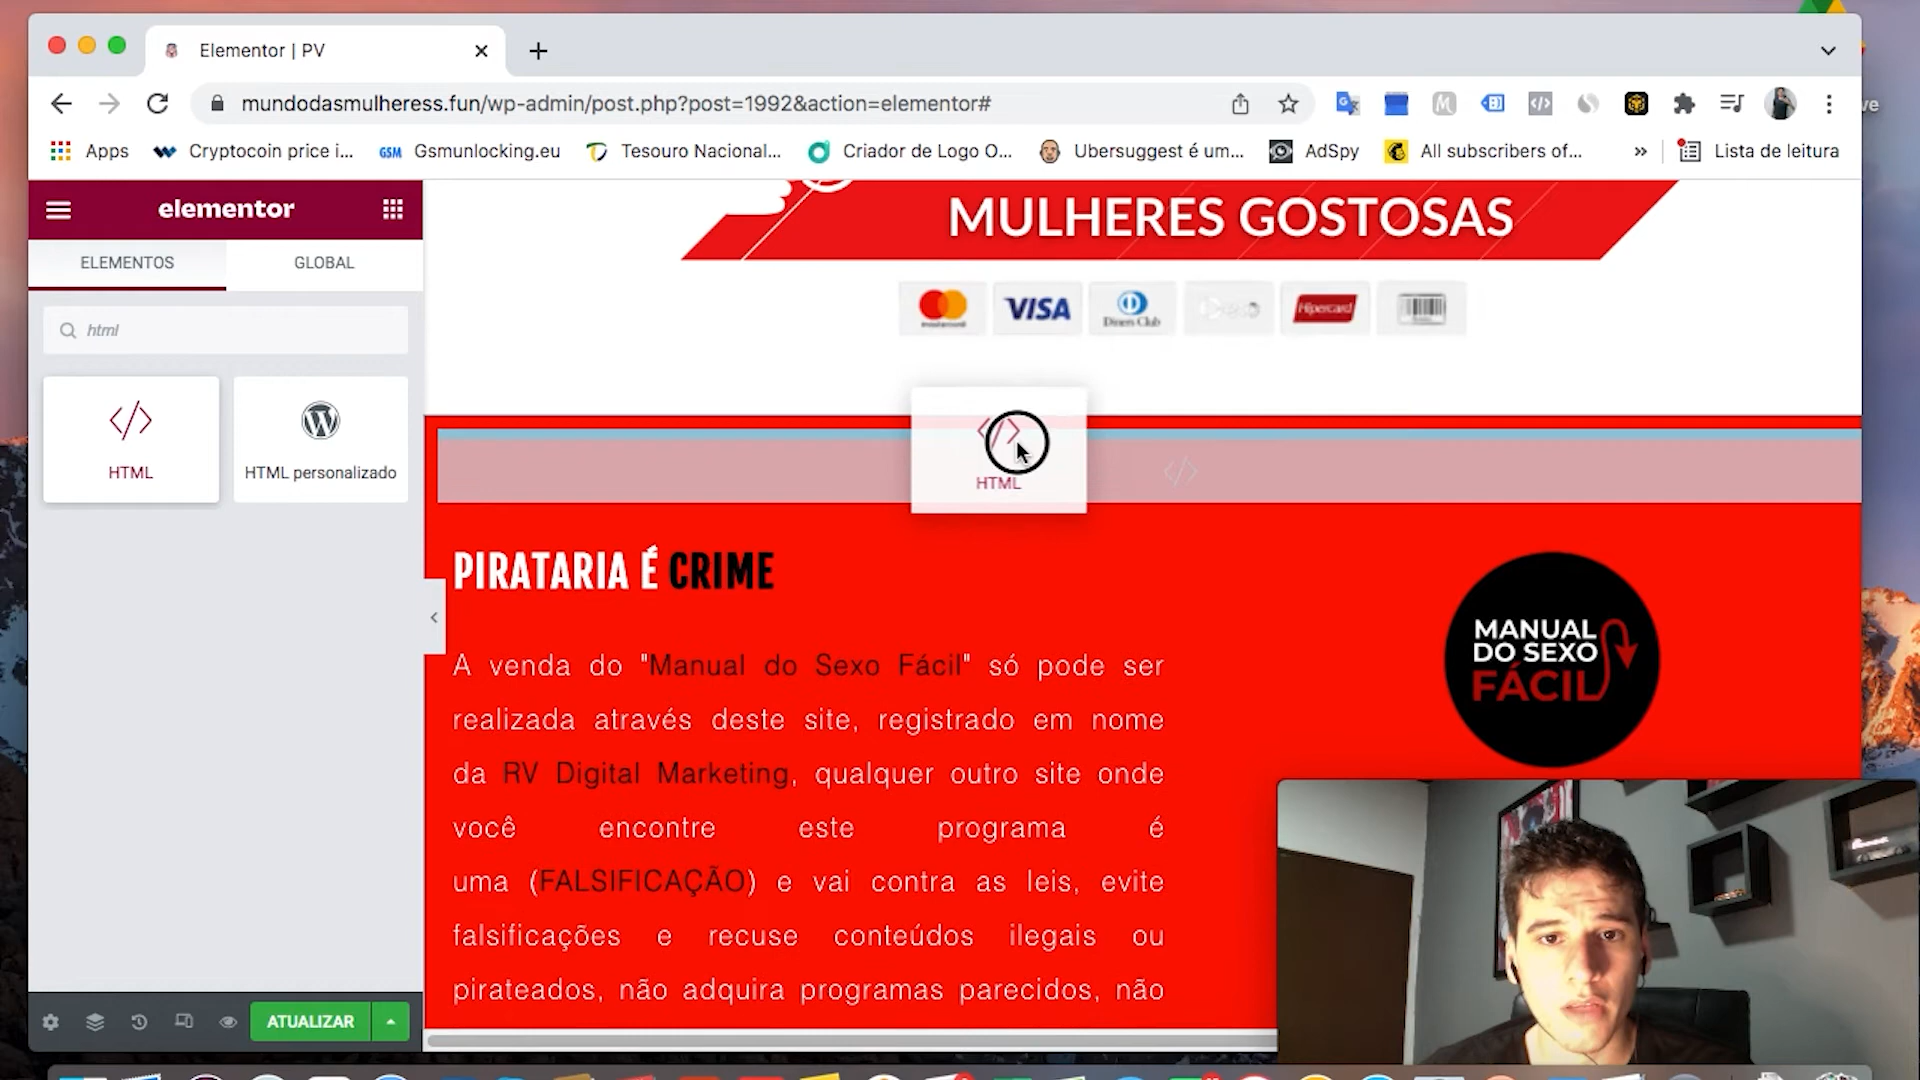 Elementor | PV
mundodasmulheress.fun/wp-admin/post.php?post=1992&action=elementor#
Apps
Cryptocoin price i...
GSM Gsmunlocking.eu
Tesouro Nacional...
Criador de Logo O...
Ubersuggest é um...
AdSpy
All subscribers of...
»
Lista de leitura
elementor
ELEMENTOS
GLOBAL
html
HTML
HTML personalizado
MULHERES GOSTOSAS
mastercard
VISA
Diners Club
Hipercard
HTML
PIRATARIA É CRIME
A venda do "Manual do Sexo Fácil" só pode ser
realizada através deste site, registrado em nome
da RV Digital Marketing, qualquer outro site onde
você encontre este programa é
uma (FALSIFICAÇÃO) e vai contra as leis, evite
falsificações e recuse conteúdos ilegais ou
pirateados, não adquira programas parecidos, não
MANUAL
DO SEXO
FÁCIL
ATUALIZAR